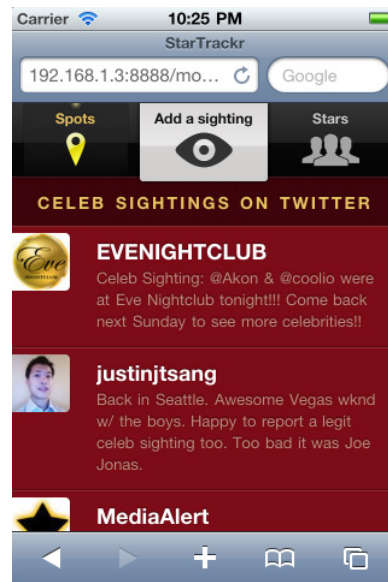 Carrier 10:25 PM
StarTrackr
192.168.1.3:8888/mo... Google
Spots Add a sighting Stars
CELEB SIGHTINGS ON TWITTER
Eve
NIGHTCLUB
EVENIGHTCLUB
Celeb Sighting: @Akon & @coolio were
at Eve Nightclub tonight!!! Come back
next Sunday to see more celebrities!!
justinjtsang
Back in Seattle. Awesome Vegas wknd
w/ the boys. Happy to report a legit
celeb sighting too. Too bad it was Joe
Jonas.
MediaAlert